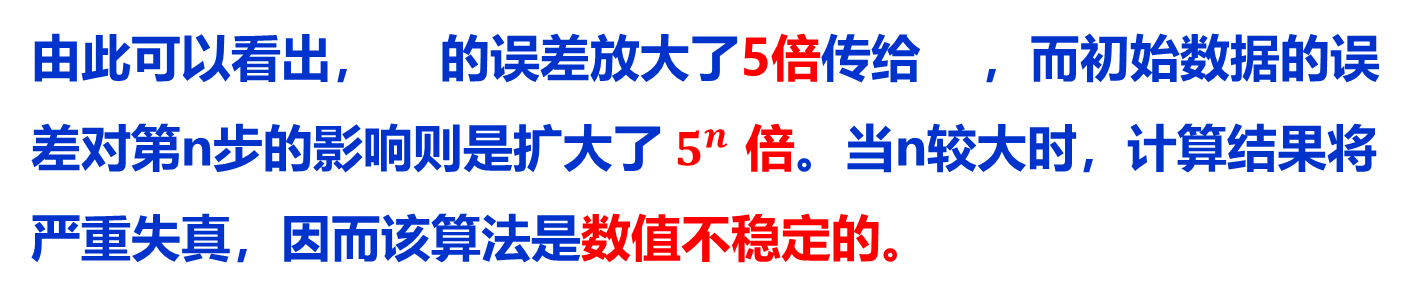 由此可以看出， 的误差放大了5倍传给 ，而初始数据的误
差对第n步的影响则是扩大了 5ⁿ 倍。当n较大时，计算结果将
严重失真，因而该算法是数值不稳定的。